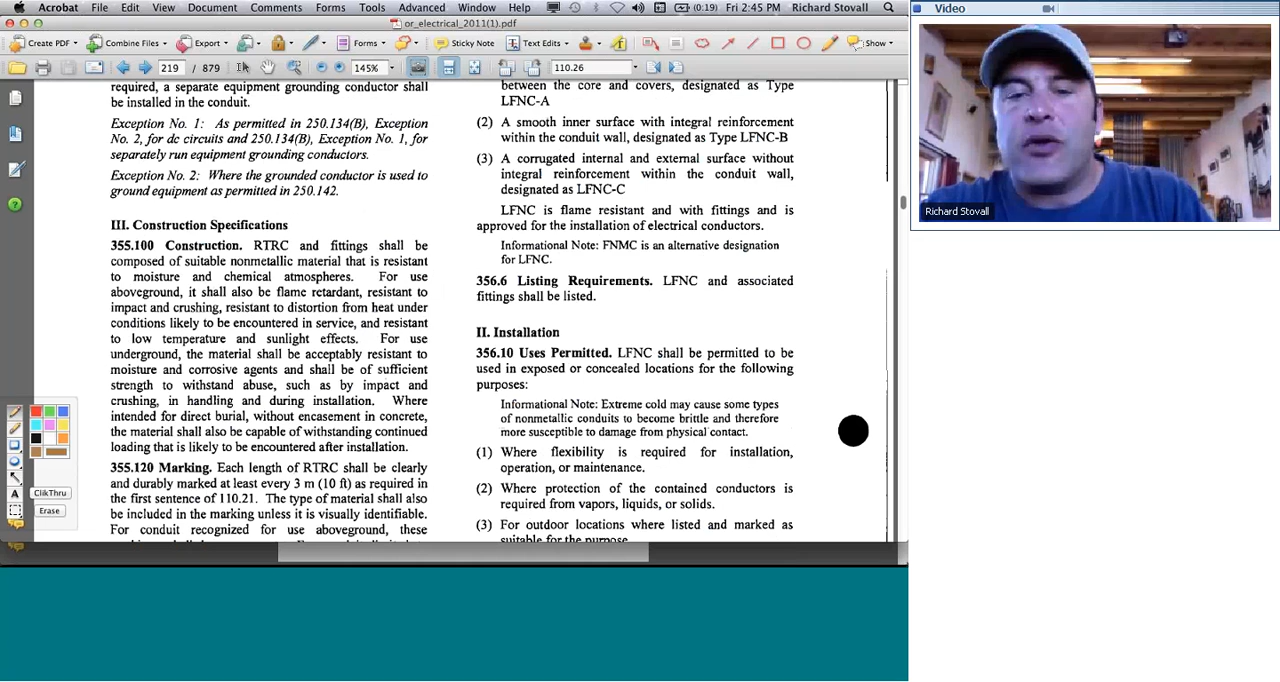 Acrobat File Edit View Document Comments Forms Tools Advanced Window Help (0:19) Fri 2:45 PM Richard Stovall
or_electrical_2011(1).pdf
Create PDF Combine Files Export Forms Sticky Note Text Edits Show
219 / 879 145% 110.26
required, a separate equipment grounding conductor shall
be installed in the conduit.
Exception No. 1: As permitted in 250.134(B), Exception
No. 2, for dc circuits and 250.134(B), Exception No. 1, for
separately run equipment grounding conductors.
Exception No. 2: Where the grounded conductor is used to
ground equipment as permitted in 250.142.
III. Construction Specifications
355.100 Construction. RTRC and fittings shall be
composed of suitable nonmetallic material that is resistant
to moisture and chemical atmospheres. For use
aboveground, it shall also be flame retardant, resistant to
impact and crushing, resistant to distortion from heat under
conditions likely to be encountered in service, and resistant
to low temperature and sunlight effects. For use
underground, the material shall be acceptably resistant to
moisture and corrosive agents and shall be of sufficient
strength to withstand abuse, such as by impact and
crushing, in handling and during installation. Where
intended for direct burial, without encasement in concrete,
the material shall also be capable of withstanding continued
loading that is likely to be encountered after installation.
355.120 Marking. Each length of RTRC shall be clearly
and durably marked at least every 3 m (10 ft) as required in
the first sentence of 110.21. The type of material shall also
be included in the marking unless it is visually identifiable.
For conduit recognized for use aboveground, these
between the core and covers, designated as Type
LFNC-A
(2) A smooth inner surface with integral reinforcement
within the conduit wall, designated as Type LFNC-B
(3) A corrugated internal and external surface without
integral reinforcement within the conduit wall,
designated as LFNC-C
LFNC is flame resistant and with fittings and is
approved for the installation of electrical conductors.
Informational Note: FNMC is an alternative designation
for LFNC.
356.6 Listing Requirements. LFNC and associated
fittings shall be listed.
II. Installation
356.10 Uses Permitted. LFNC shall be permitted to be
used in exposed or concealed locations for the following
purposes:
Informational Note: Extreme cold may cause some types
of nonmetallic conduits to become brittle and therefore
more susceptible to damage from physical contact.
(1) Where flexibility is required for installation,
operation, or maintenance.
(2) Where protection of the contained conductors is
required from vapors, liquids, or solids.
(3) For outdoor locations where listed and marked as
suitable for the purpose
A
ClikThru
Erase
Video
Richard Stovall